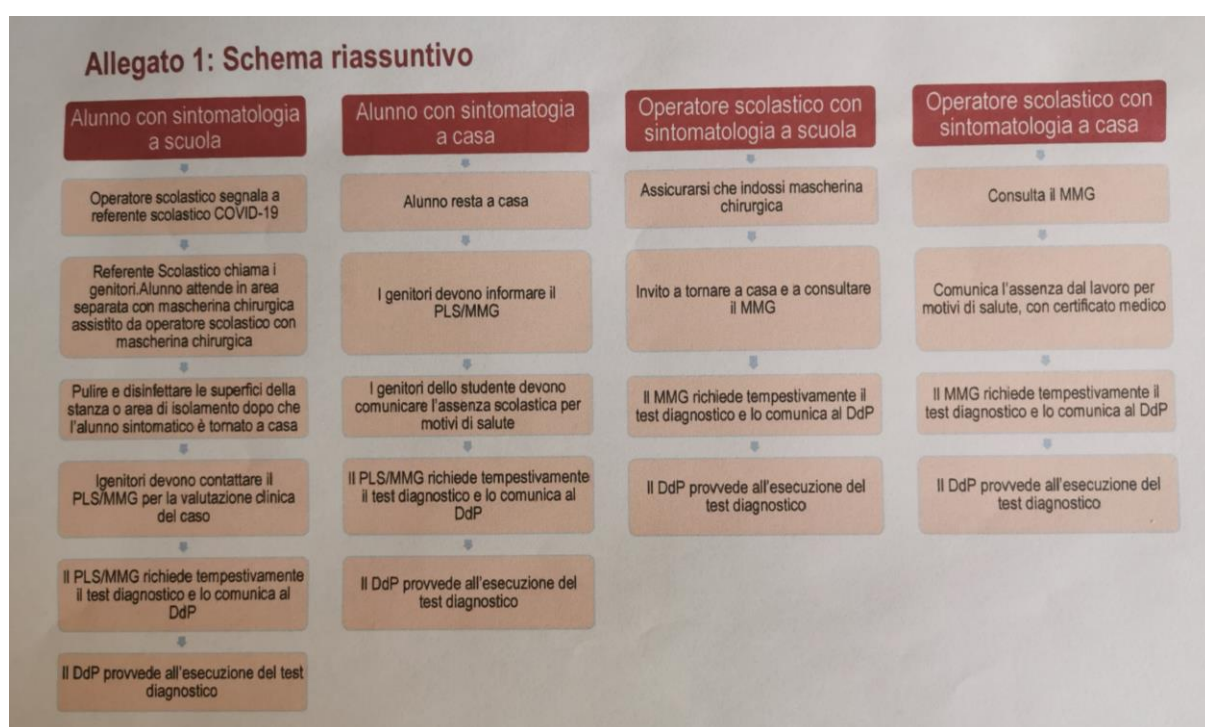 Allegato 1: Schema riassuntivo
Alunno con sintomatologia
a scuola
Operatore scolastico segnala a
referente scolastico COVID-19
Referente Scolastico chiama i
genitori.Alunno attende in area
separata con mascherina chirurgica
assistito da operatore scolastico con
mascherina chirurgica
Pulire e disinfettare le superfici della
stanza o area di isolamento dopo che
l'alunno sintomatico è tornato a casa
Igenitori devono contattare il
PLS/MMG per la valutazione clinica
del caso
Il PLS/MMG richiede tempestivamente
il test diagnostico e lo comunica al
DdP
Il DdP provvede all'esecuzione del test
diagnostico
Alunno con sintomatogia
a casa
Alunno resta a casa
I genitori devono informare il
PLS/MMG
I genitori dello studente devono
comunicare l'assenza scolastica per
motivi di salute
Il PLS/MMG richiede tempestivamente
il test diagnostico e lo comunica al
DdP
Il DdP provvede all'esecuzione del
test diagnostico
Operatore scolastico con
sintomatologia a scuola
Assicurarsi che indossi mascherina
chirurgica
Invito a tornare a casa e a consultare
il MMG
Il MMG richiede tempestivamente il
test diagnostico e lo comunica al DdP
Il DdP provvede all'esecuzione del
test diagnostico
Operatore scolastico con
sintomatologia a casa
Consulta il MMG
Comunica l'assenza dal lavoro per
motivi di salute, con certificato medico
Il MMG richiede tempestivamente il
test diagnostico e lo comunica al DdP
Il DdP provvede all'esecuzione del
test diagnostico